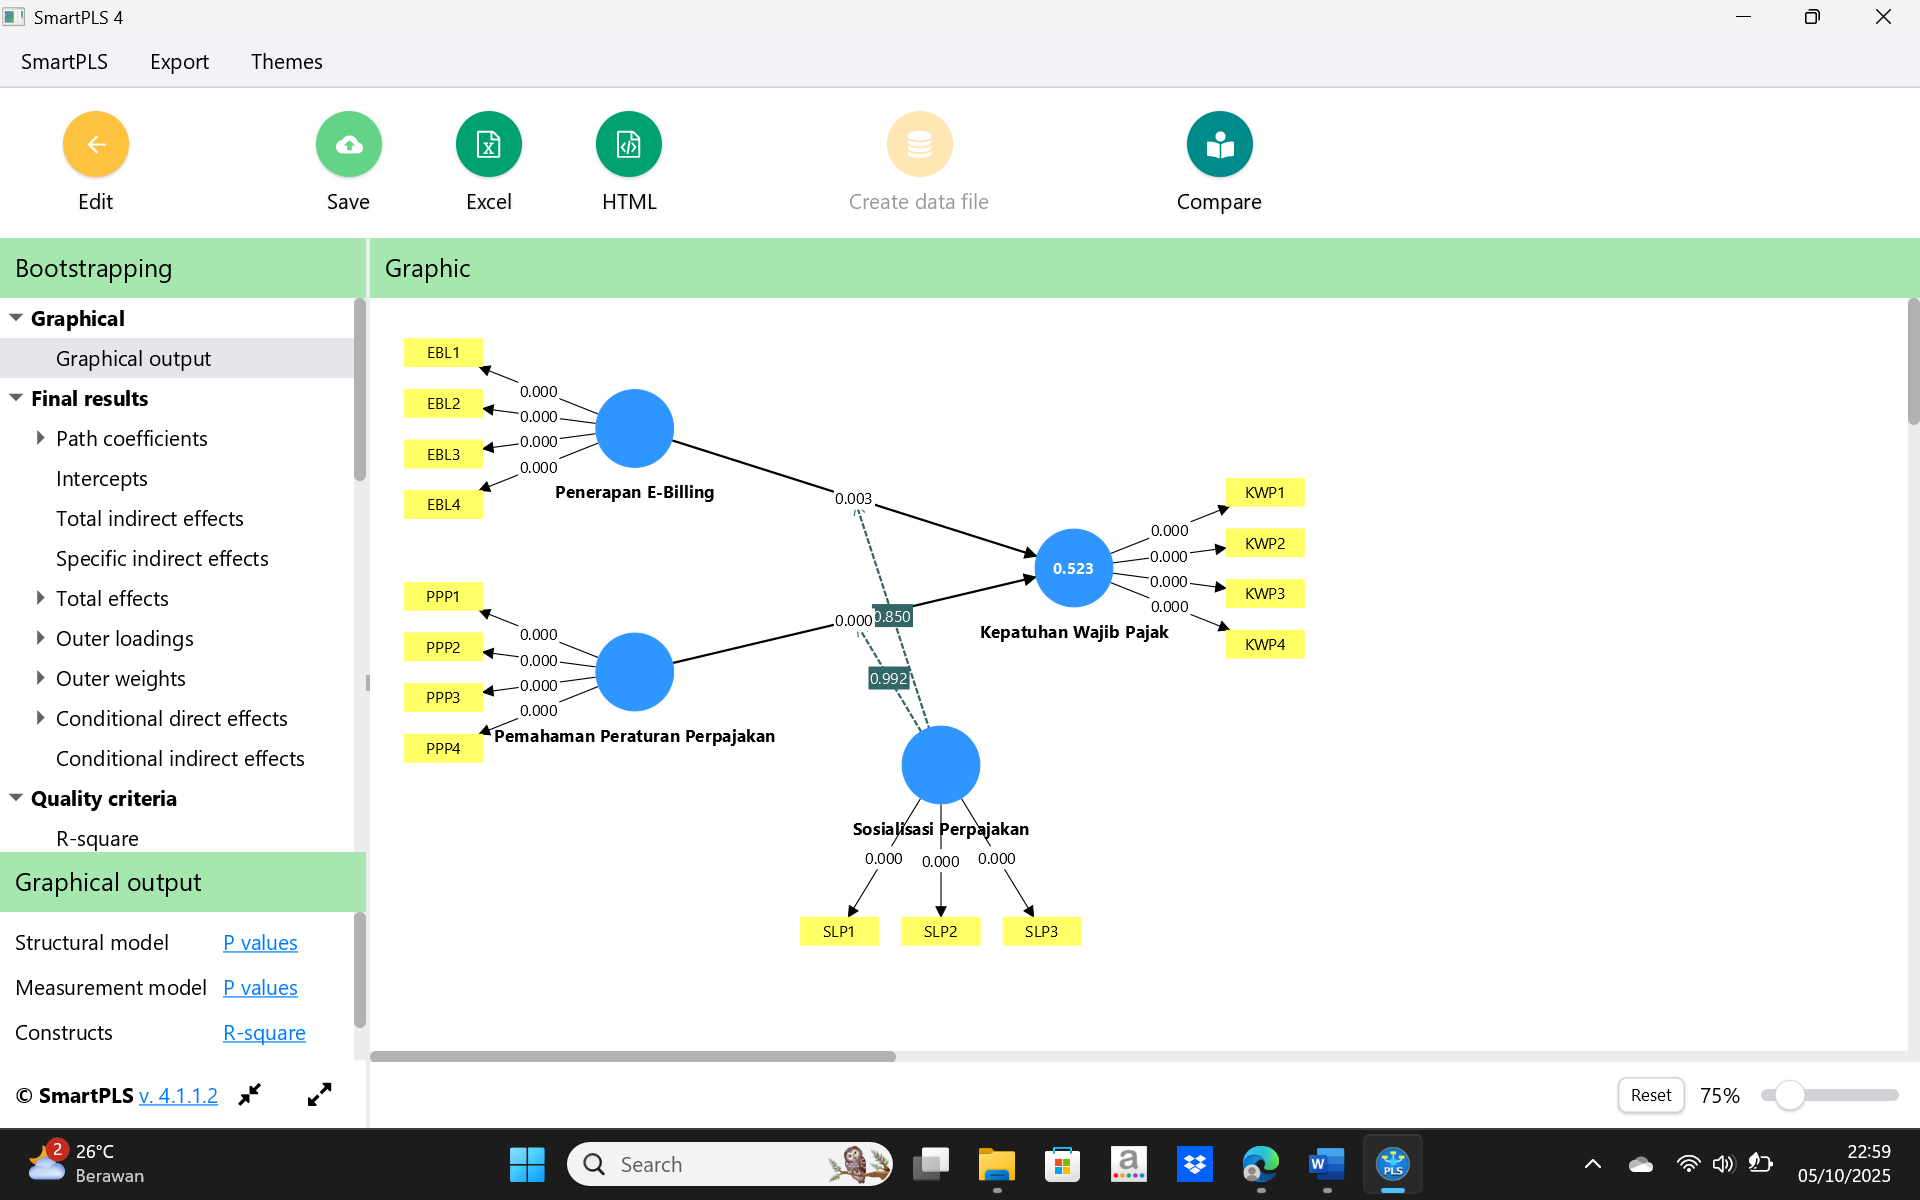 SmartPLS 4
SmartPLS Export Themes
Edit Save Excel HTML Create data file Compare
Bootstrapping
Graphical
Graphical output
Final results
Path coefficients
Intercepts
Total indirect effects
Specific indirect effects
Total effects
Outer loadings
Outer weights
Conditional direct effects
Conditional indirect effects
Quality criteria
R-square
Graphical output
Structural model P values
Measurement model P values
Constructs R-square
© SmartPLS v. 4.1.1.2
Graphic
EBL1
EBL2
EBL3
EBL4
0.000
0.000
0.000
0.000
Penerapan E-Billing
0.003
PPP1
PPP2
PPP3
PPP4
0.000
0.000
0.000
0.000
Pemahaman Peraturan Perpajakan
0.000
0.850
0.992
0.523
Kepatuhan Wajib Pajak
0.000
0.000
0.000
0.000
KWP1
KWP2
KWP3
KWP4
Sosialisasi Perpajakan
0.000 0.000 0.000
SLP1 SLP2 SLP3
Reset 75%
2
26°C
Berawan
Search
a
W
PLS
22:59
05/10/2025